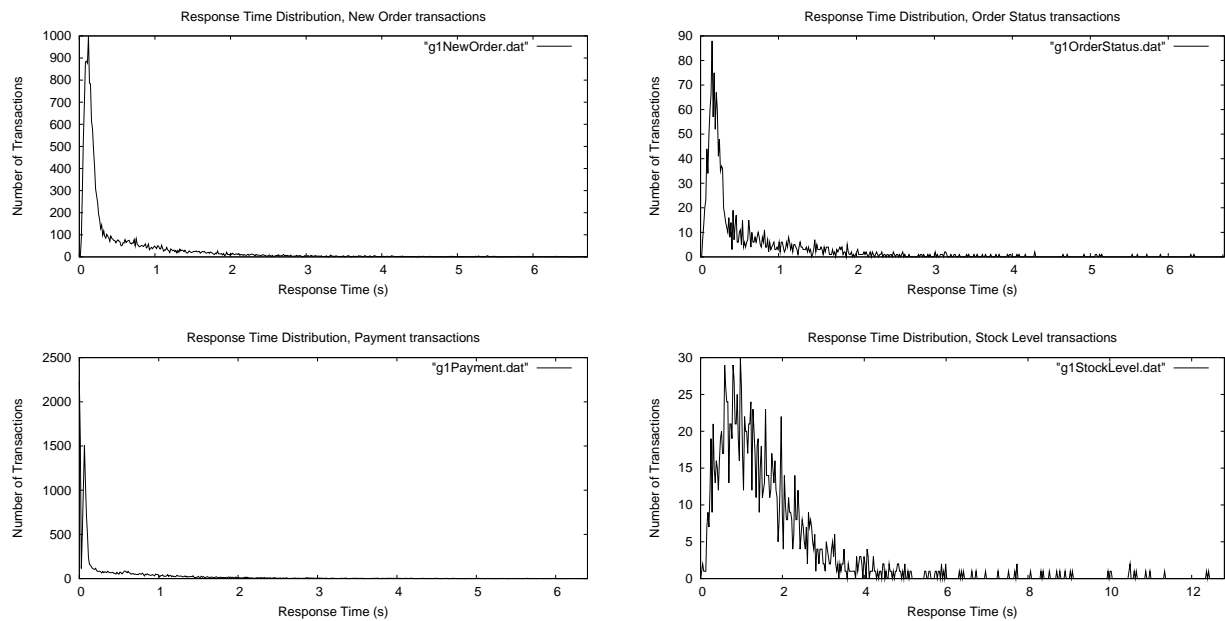 Response Time Distribution, New Order transactions
1000
900
800
700
600
500
400
300
200
100
0
Number of Transactions
"g1NewOrder.dat"
0 1 2 3 4 5 6
Response Time (s)
Response Time Distribution, Order Status transactions
90
80
70
60
50
40
30
20
10
0
Number of Transactions
"g1OrderStatus.dat"
0 1 2 3 4 5 6
Response Time (s)
Response Time Distribution, Payment transactions
2500
2000
1500
1000
500
0
Number of Transactions
"g1Payment.dat"
0 1 2 3 4 5 6
Response Time (s)
Response Time Distribution, Stock Level transactions
30
25
20
15
10
5
0
Number of Transactions
"g1StockLevel.dat"
0 2 4 6 8 10 12
Response Time (s)